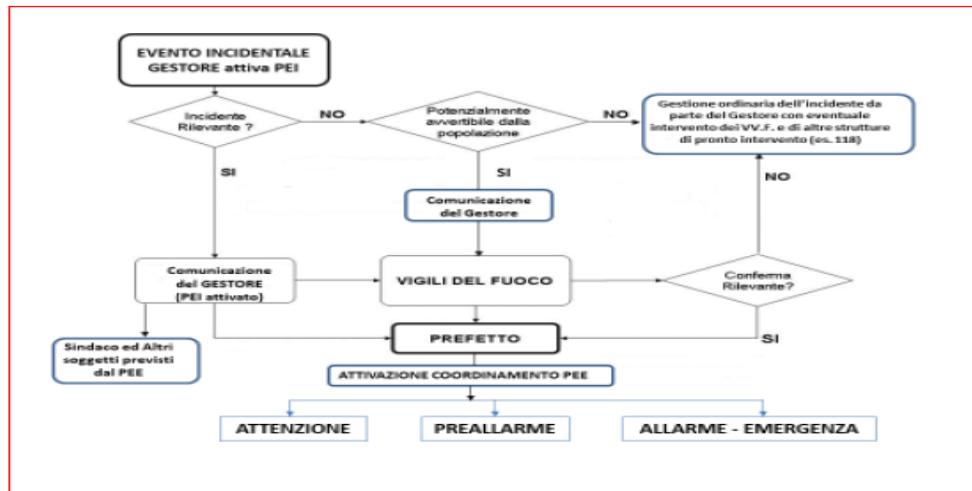 EVENTO INCIDENTALE
GESTORE attiva PEI
Incidente
Rilevante ?
NO
Potenzialmente
avvertibile dalla
popolazione
NO
Gestione ordinaria dell'incidente da
parte del Gestore con eventuale
intervento dei VV.F. e di altre strutture
di pronto intervento (es. 118)
SI
SI
NO
Comunicazione
del Gestore
Comunicazione
del GESTORE
(PEI attivato)
VIGILI DEL FUOCO
Conferma
Rilevante?
Sindaco ed Altri
soggetti previsti
dal PEE
PREFETTO
SI
ATTIVAZIONE COORDINAMENTO PEE
ATTENZIONE
PREALLARME
ALLARME - EMERGENZA